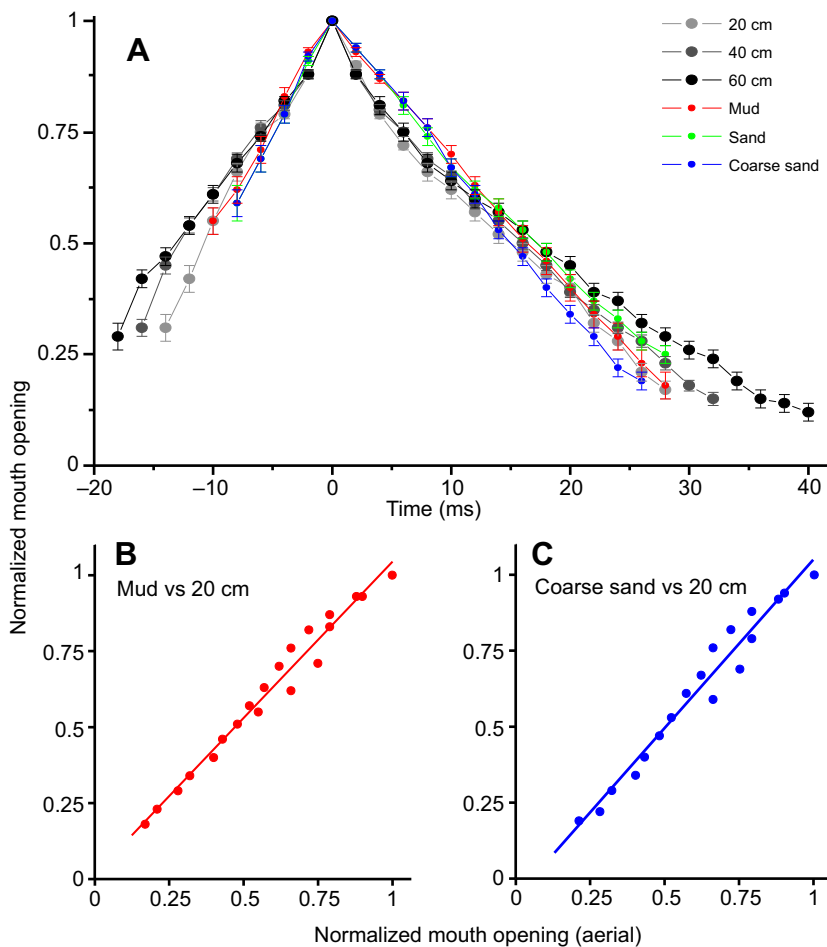 A
20 cm
40 cm
60 cm
Mud
Sand
Coarse sand
1
0.75
0.5
0.25
0
–20
–10
0
10
20
30
40
Time (ms)
Normalized mouth opening
B
Mud vs 20 cm
1
0.75
0.5
0.25
0
0
0.25
0.5
0.75
1
C
Coarse sand vs 20 cm
1
0.75
0.5
0.25
0
0
0.25
0.5
0.75
1
Normalized mouth opening (aerial)